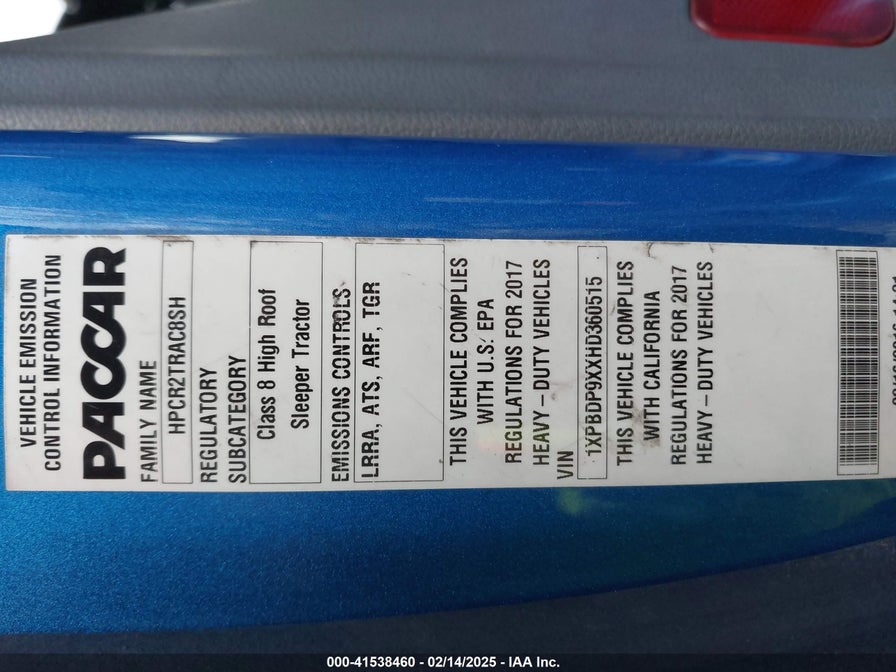 VEHICLE EMISSION
CONTROL INFORMATION
PACCAR
FAMILY NAME
HPCR2TRAC8SH
REGULATORY
SUBCATEGORY
Class 8 High Roof
Sleeper Tractor
EMISSIONS CONTROLS
LRRA, ATS, ARF, TGR
THIS VEHICLE COMPLIES
WITH U.S. EPA
REGULATIONS FOR 2017
HEAVY-DUTY VEHICLES
VIN
1XPBDP9XXHD360515
THIS VEHICLE COMPLIES
WITH CALIFORNIA
REGULATIONS FOR 2017
HEAVY-DUTY VEHICLES
000-41538460 - 02/14/2025 - IAA Inc.